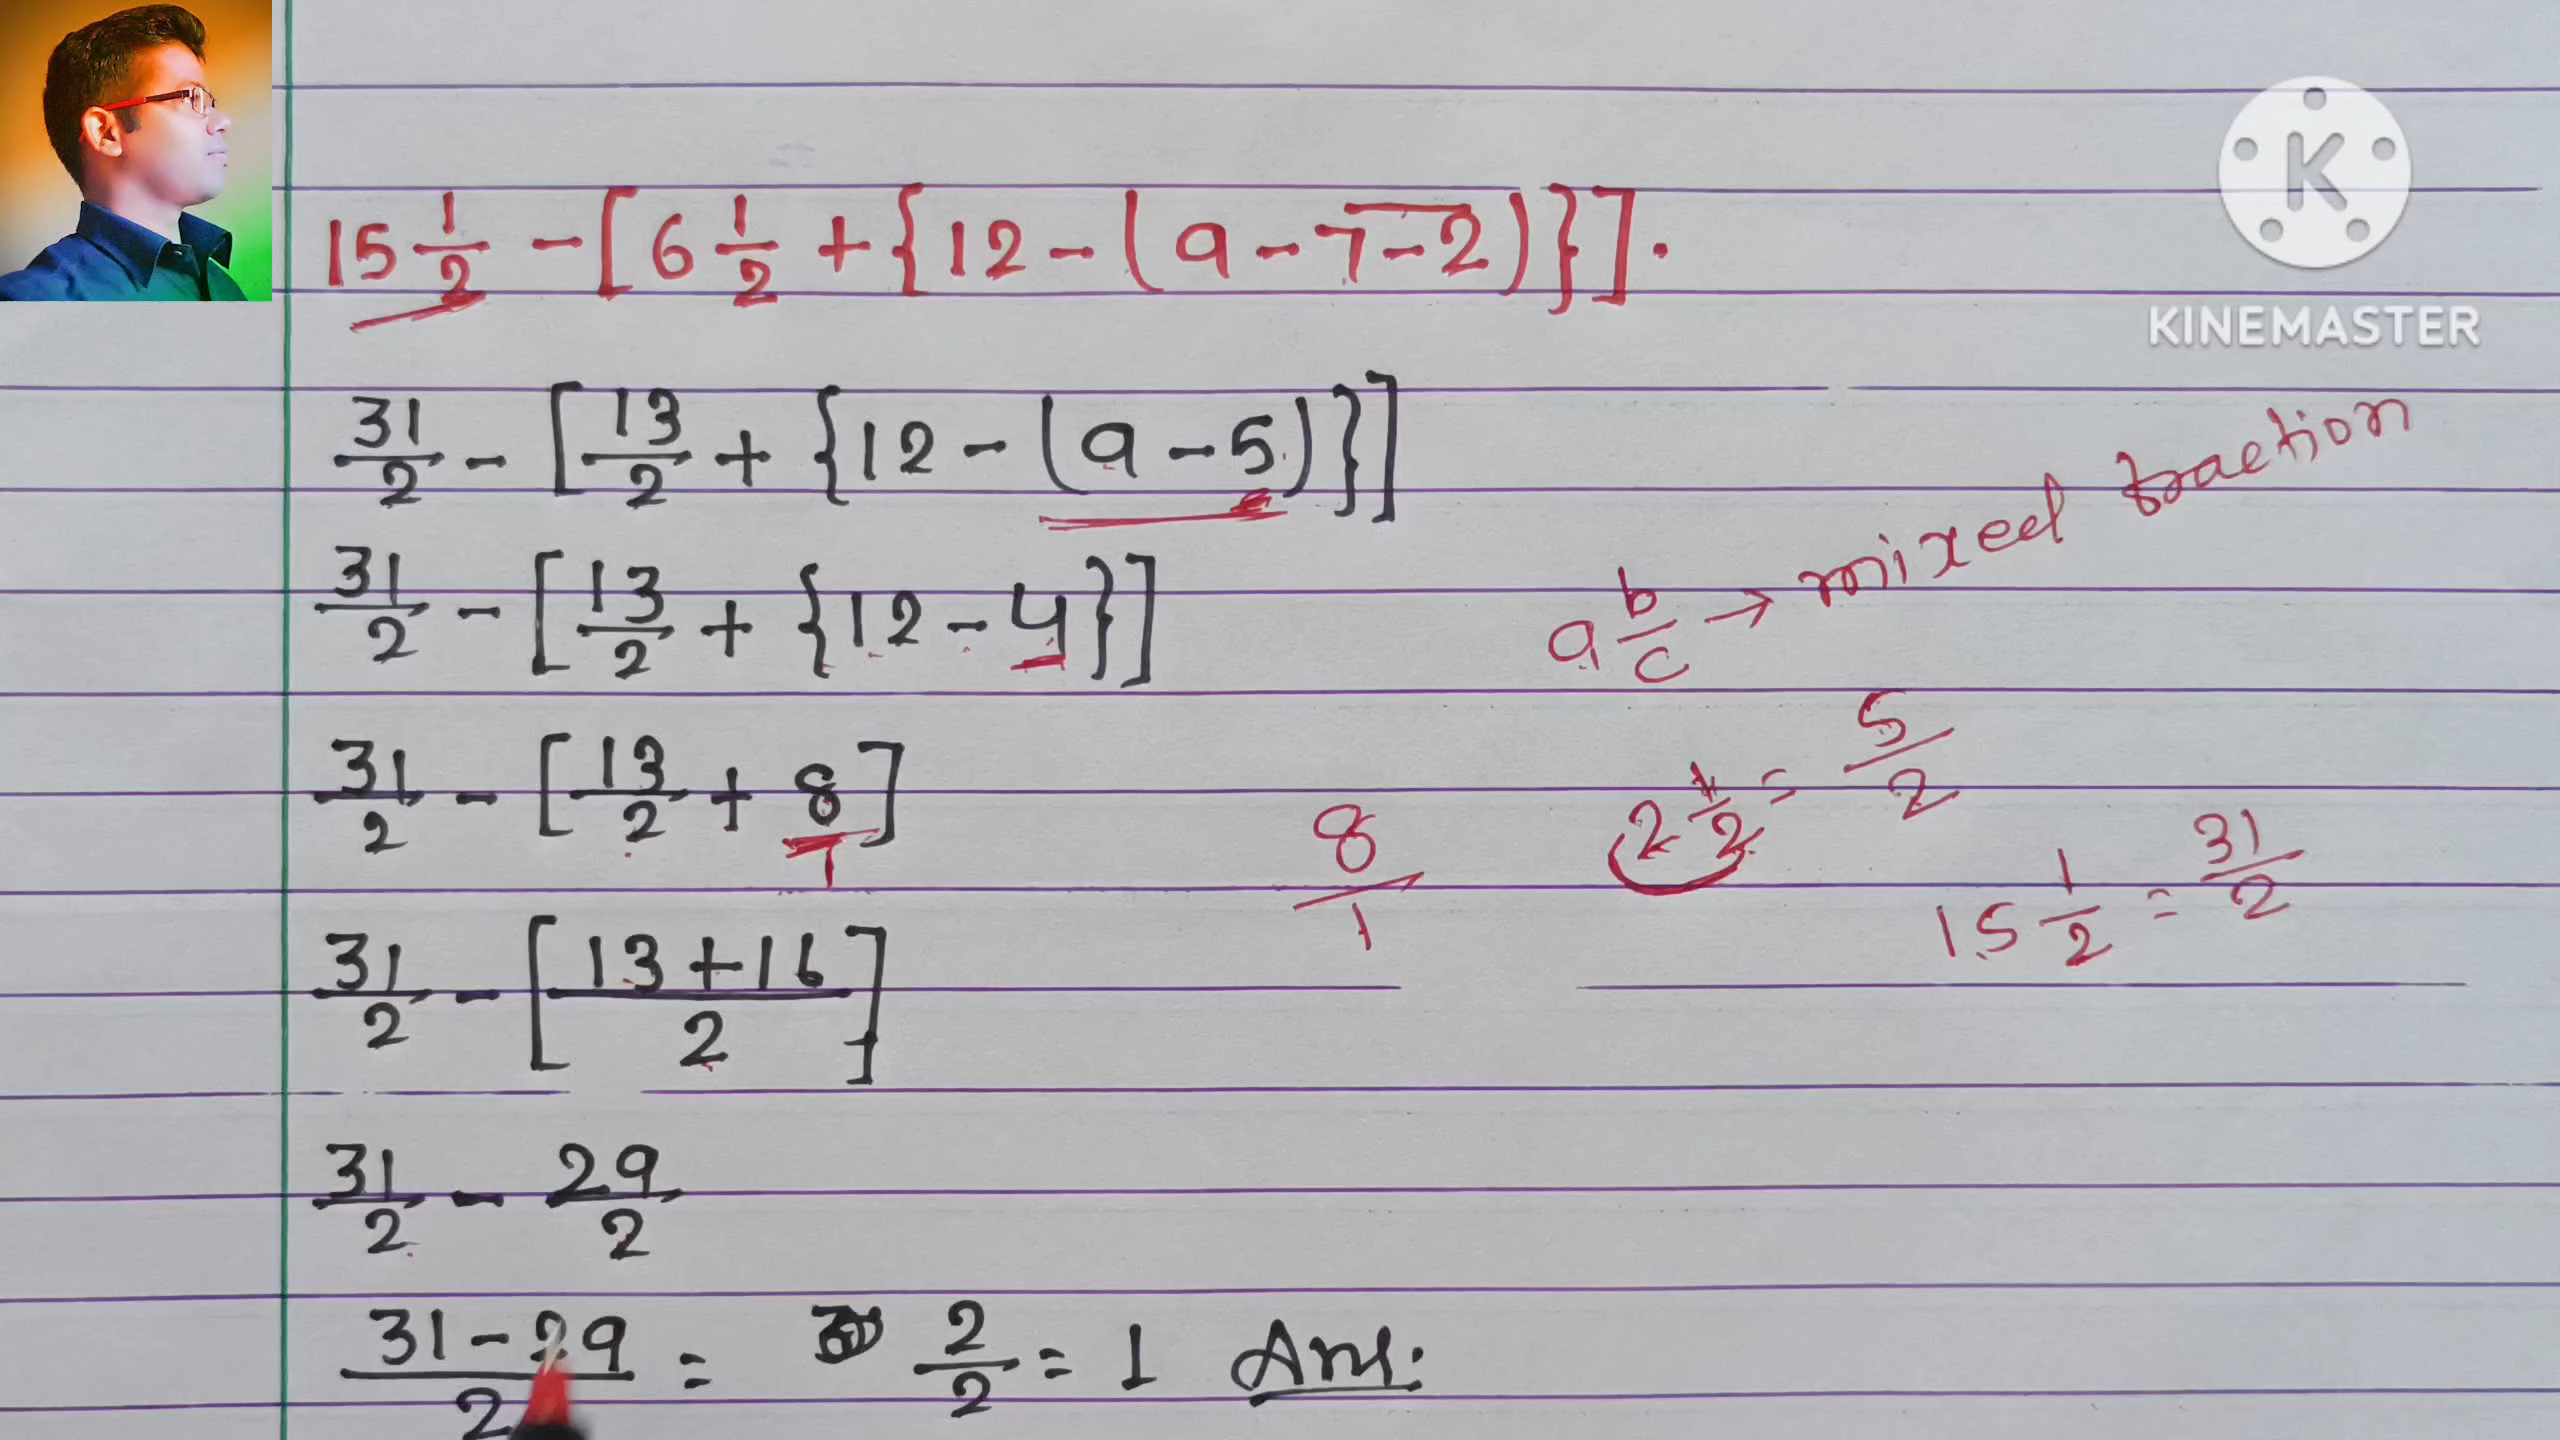 15 1/2 - [6 1/2 + {12 - (9 - 7-2)}].
31/2 - [13/2 + {12 - (9 - 5)}]
31/2 - [13/2 + {12 - 4}]
31/2 - [13/2 + 8/1]
31/2 - [13+16/2]
31/2 - 29/2
31-29/2 = 2/2 = 1 Ans:
a b/c → mixed fraction
2 1/2 = 5/2
8/1
15 1/2 = 31/2
K
KINEMASTER